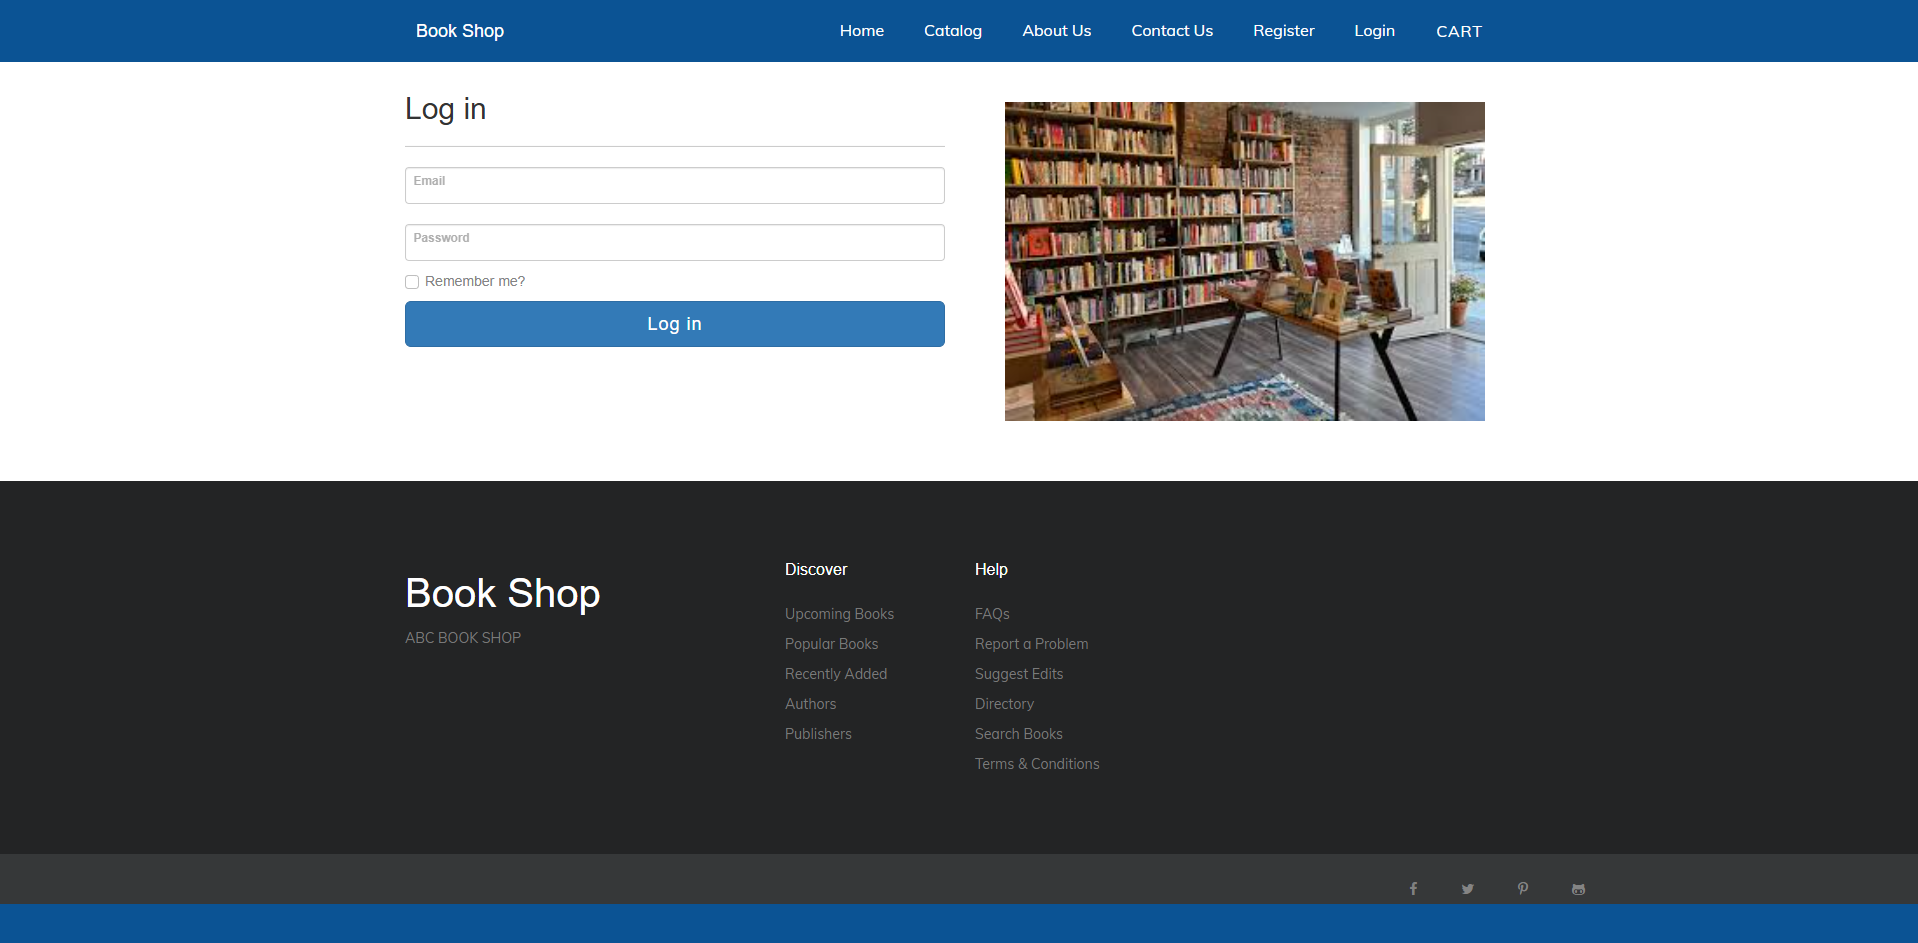 Book Shop Home Catalog About Us Contact Us Register Login CART
Log in
Email
Password
Remember me?
Log in
Book Shop
ABC BOOK SHOP
Discover
Upcoming Books
Popular Books
Recently Added
Authors
Publishers
Help
FAQs
Report a Problem
Suggest Edits
Directory
Search Books
Terms & Conditions